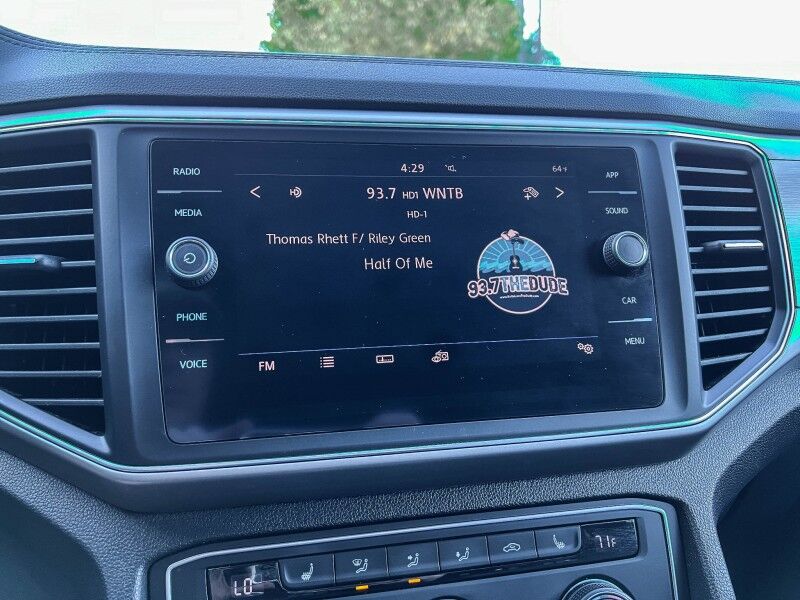 RADIO
MEDIA
PHONE
VOICE
4:29
64°F
93.7 HD1 WNTB
HD-1
Thomas Rhett F/ Riley Green
Half Of Me
93.7 THE DUDE
FM
APP
SOUND
CAR
MENU
LO
71°F